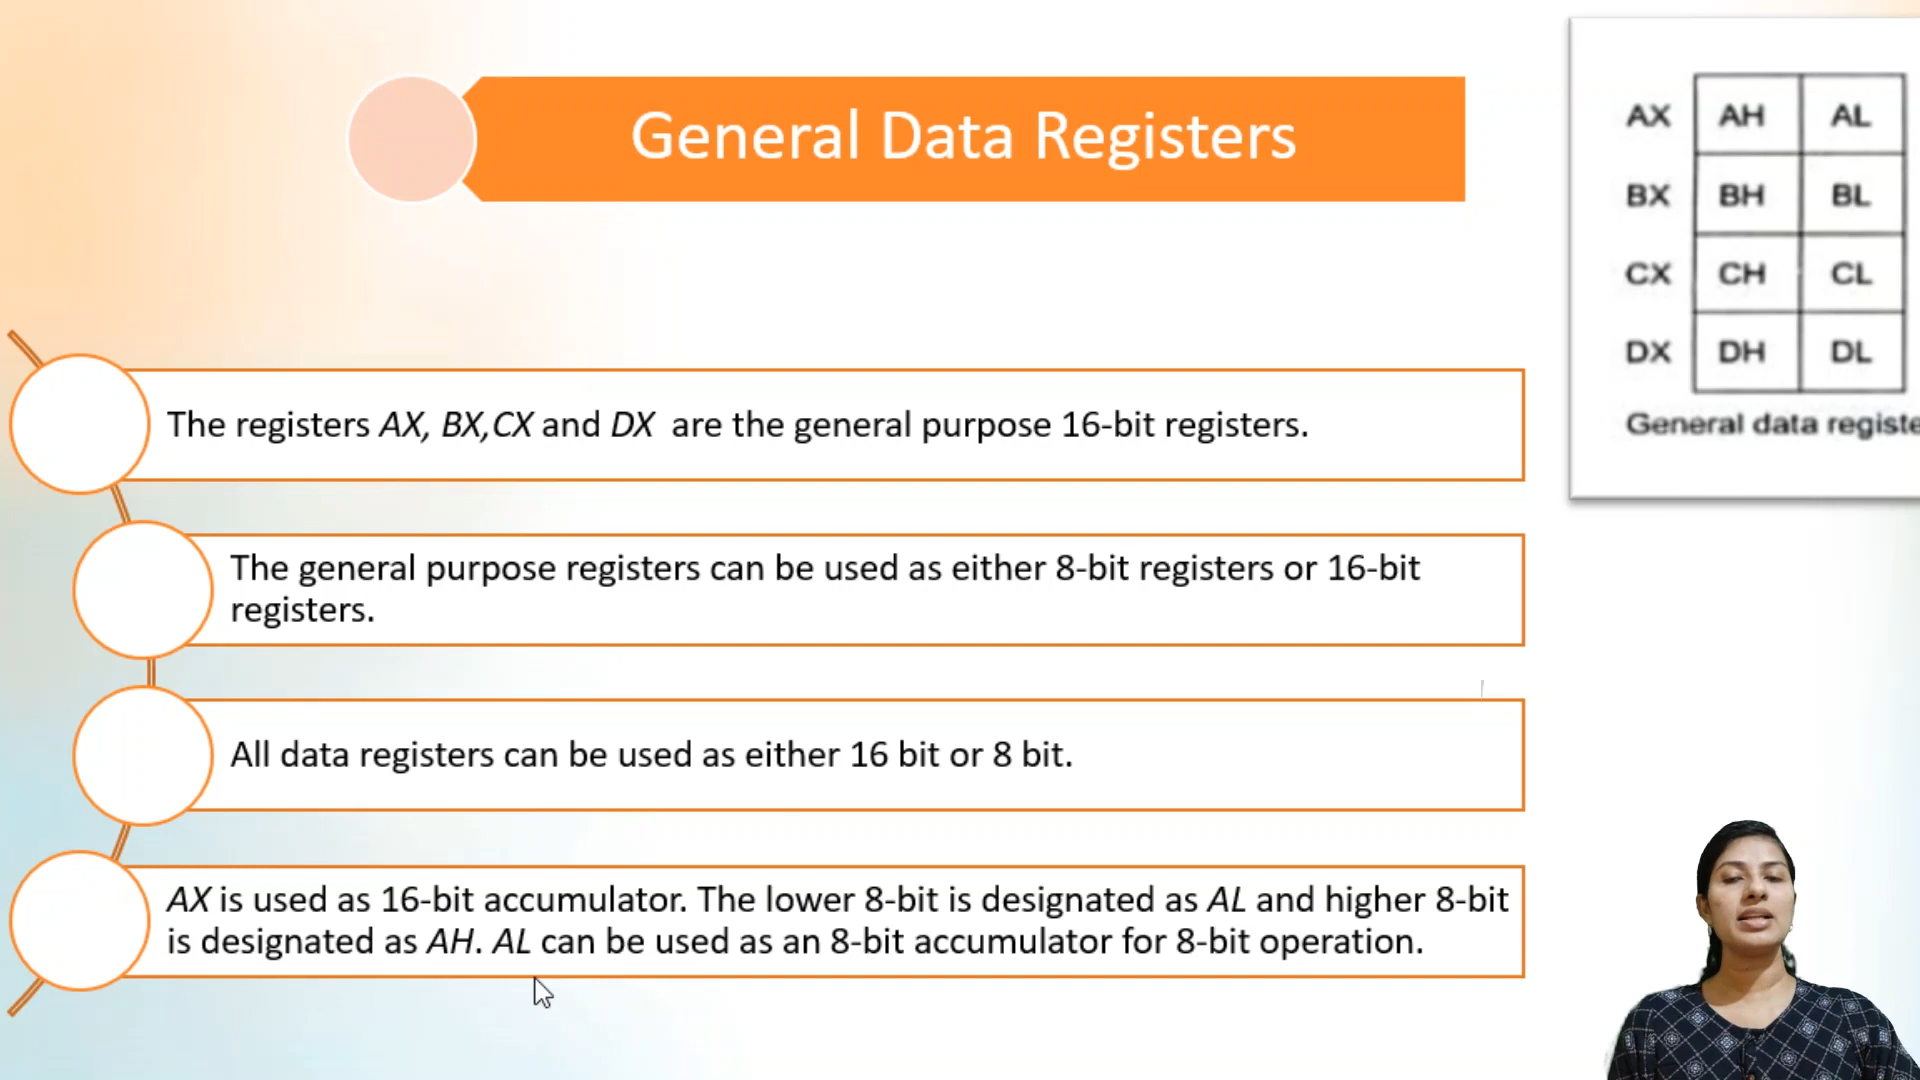 General Data Registers
AX AH AL
BX BH BL
CX CH CL
DX DH DL
General data registe
The registers AX, BX,CX and DX are the general purpose 16-bit registers.
The general purpose registers can be used as either 8-bit registers or 16-bit
registers.
All data registers can be used as either 16 bit or 8 bit.
AX is used as 16-bit accumulator. The lower 8-bit is designated as AL and higher 8-bit
is designated as AH. AL can be used as an 8-bit accumulator for 8-bit operation.